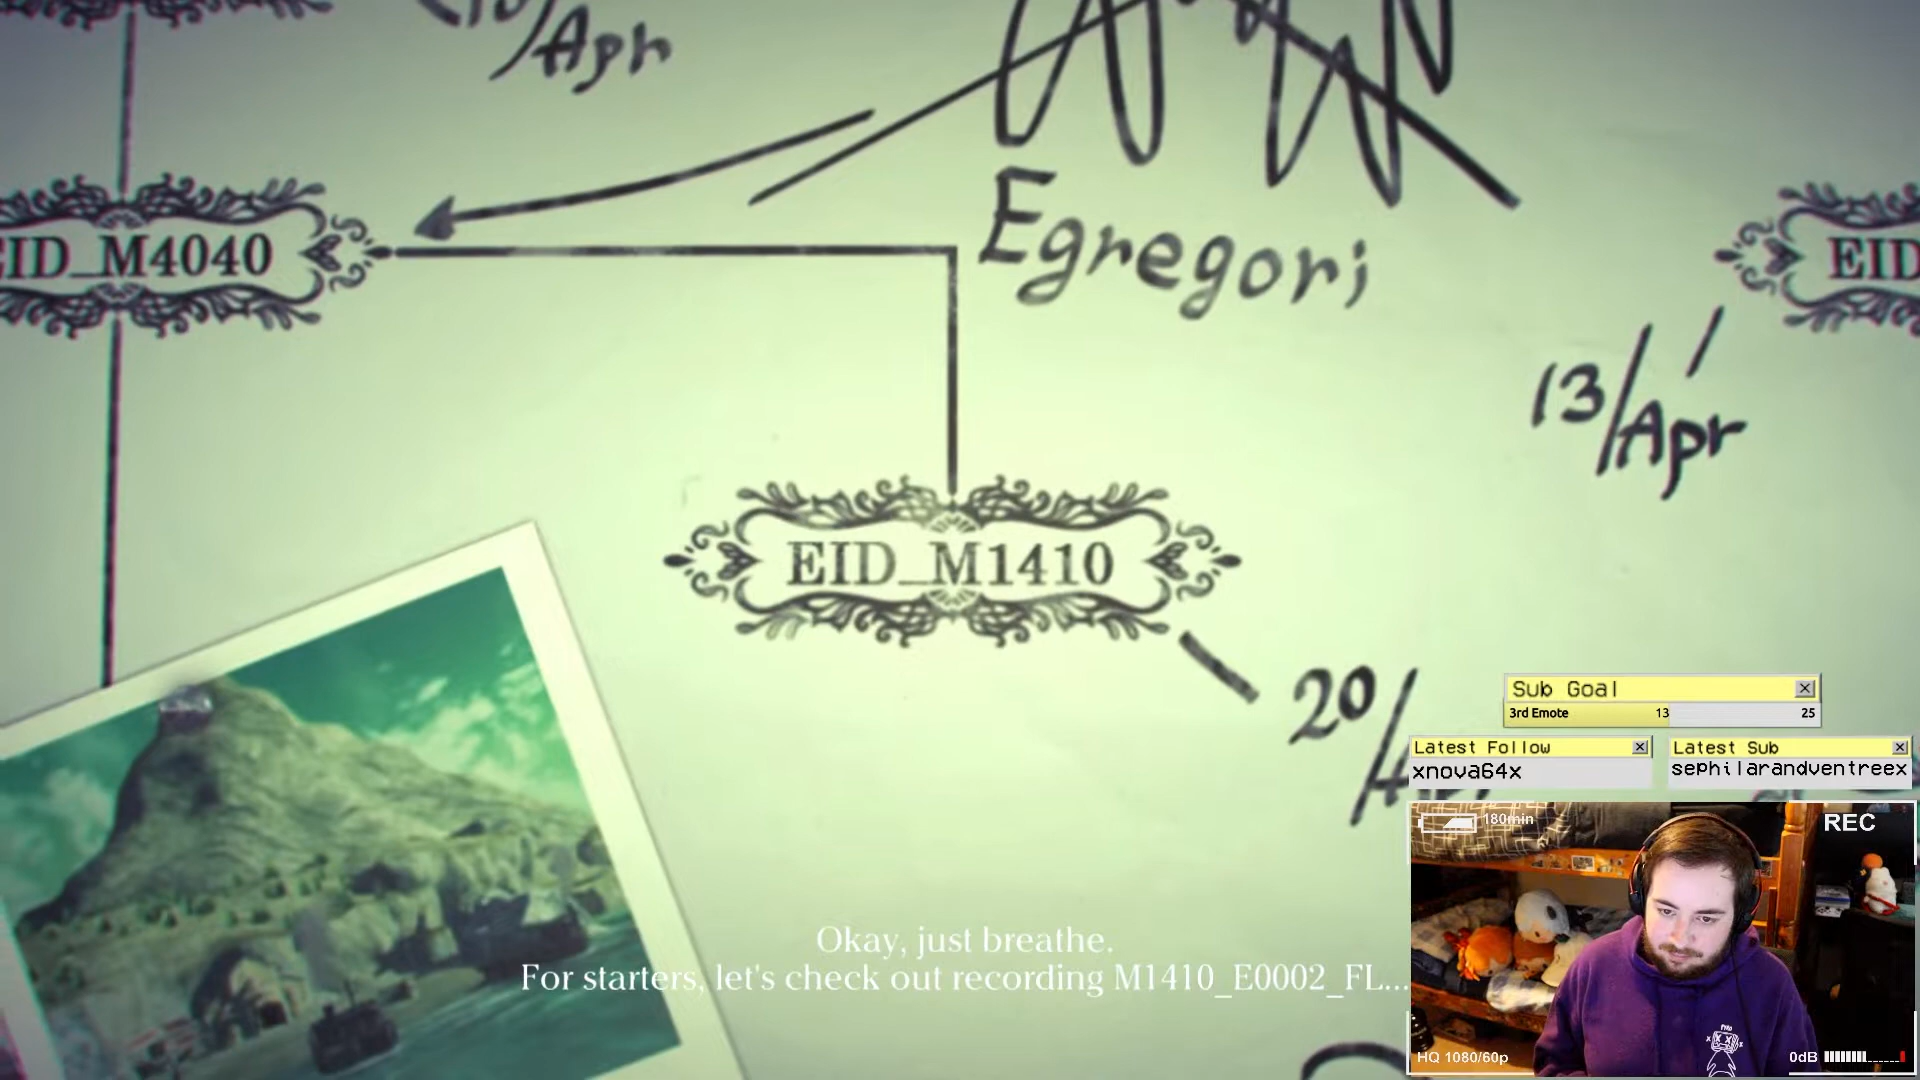 10/Apr
EID_M4040
Egregori
EID
13/Apr
EID_M1410
20/
Sub Goal
3rd Emote 13 25
Latest Follow
xnova64x
Latest Sub
sephilarandventreex
180min
REC
Okay, just breathe.
For starters, let's check out recording M1410_E0002_FL...
HQ 1080/60p
0dB